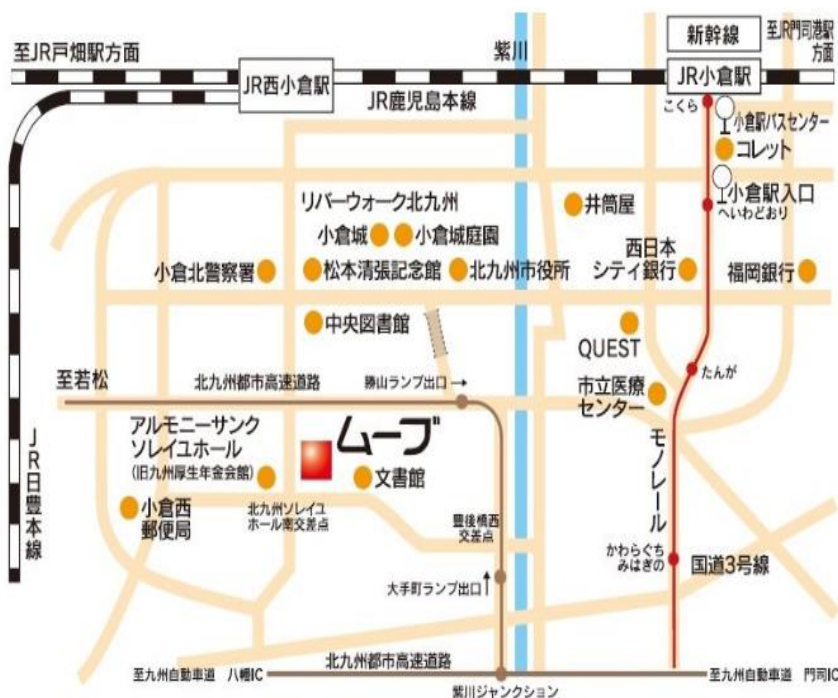 新幹線
至JR門司港駅
方面
至JR戸畑駅方面
紫川
JR西小倉駅
JR小倉駅
JR鹿児島本線
こくら
小倉駅バスセンター
コレット
小倉駅入口
へいわどおり
リバーウォーク北九州
井筒屋
小倉城
小倉城庭園
西日本
シティ銀行
小倉北警察署
松本清張記念館
北九州市役所
福岡銀行
中央図書館
QUEST
至若松
北九州都市高速道路
勝山ランプ出口→
たんが
市立医療
センター
アルモニーサンク
ソレイユホール
(旧九州厚生年金会館)
ムーブ
文書館
モノレール
JR日豊本線
小倉西
郵便局
北九州ソレイユ
ホール南交差点
豊後橋西
交差点
かわらぐち
みはぎの
国道3号線
大手町ランプ出口↑
至九州自動車道 八幡IC
北九州都市高速道路
至九州自動車道 門司IC
紫川ジャンクション